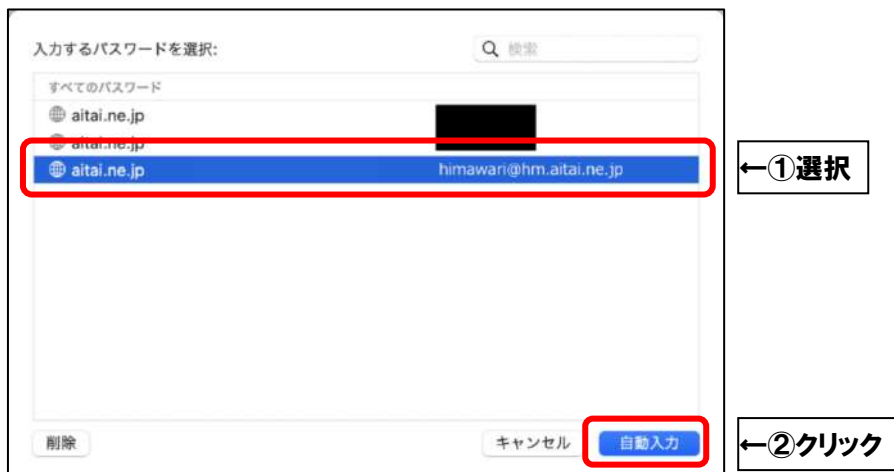 入力するパスワードを選択:
検索
すべてのパスワード
aitai.ne.jp
aitai.ne.jp
aitai.ne.jp himawari@hm.aitai.ne.jp
←①選択
削除 キャンセル 自動入力
←②クリック